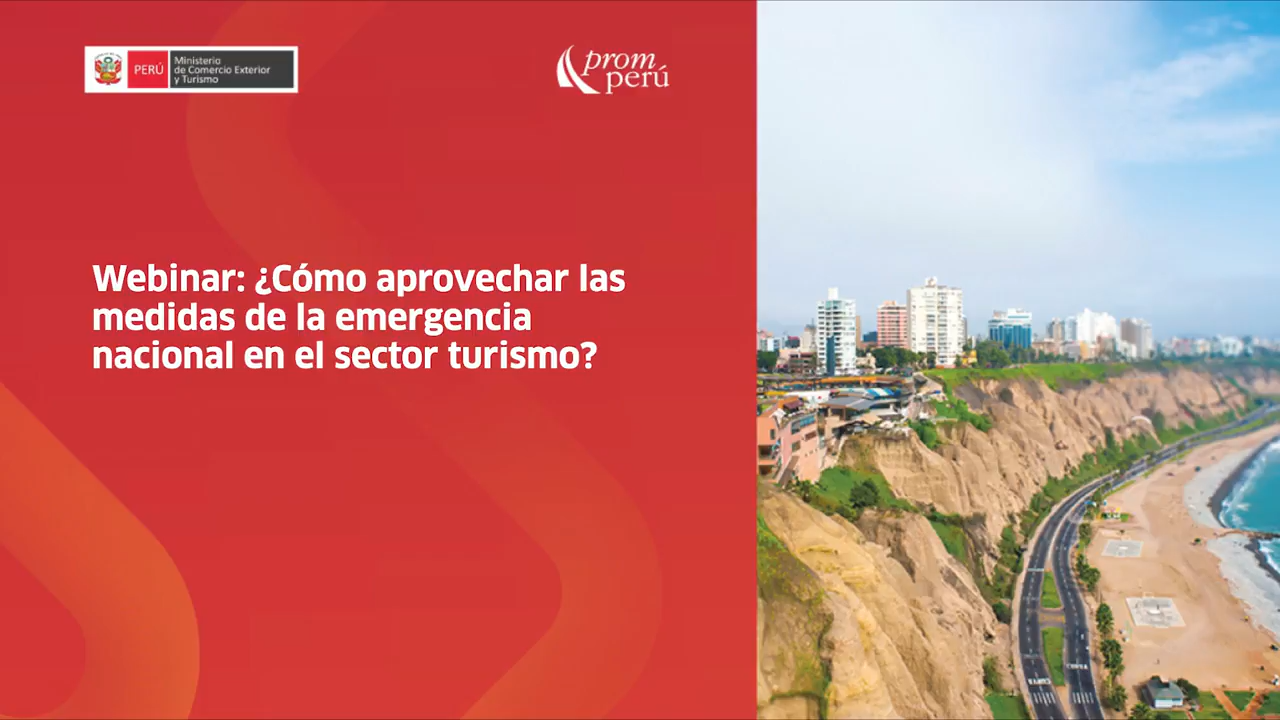 PERÚ
Ministerio
de Comercio Exterior
y Turismo
prom
perú
Webinar: ¿Cómo aprovechar las
medidas de la emergencia
nacional en el sector turismo?